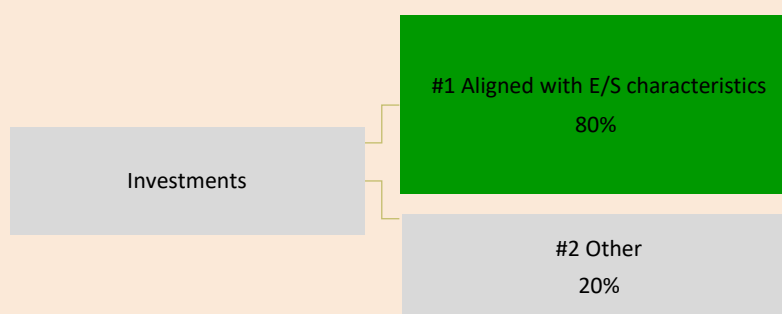 #1 Aligned with E/S characteristics
80%
Investments
#2 Other
20%